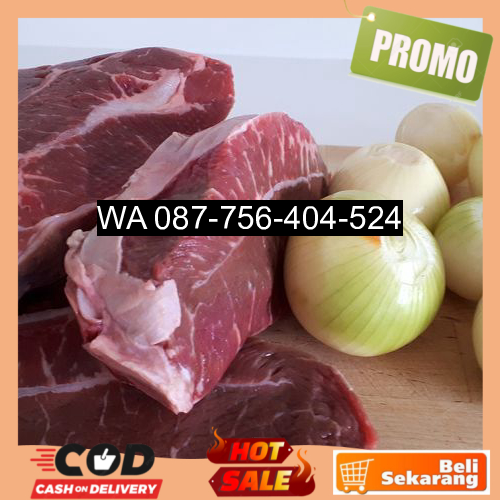 PROMO
WA 087-756-404-524
COD
CASH ON DELIVERY
HOT
SALE
Beli
Sekarang